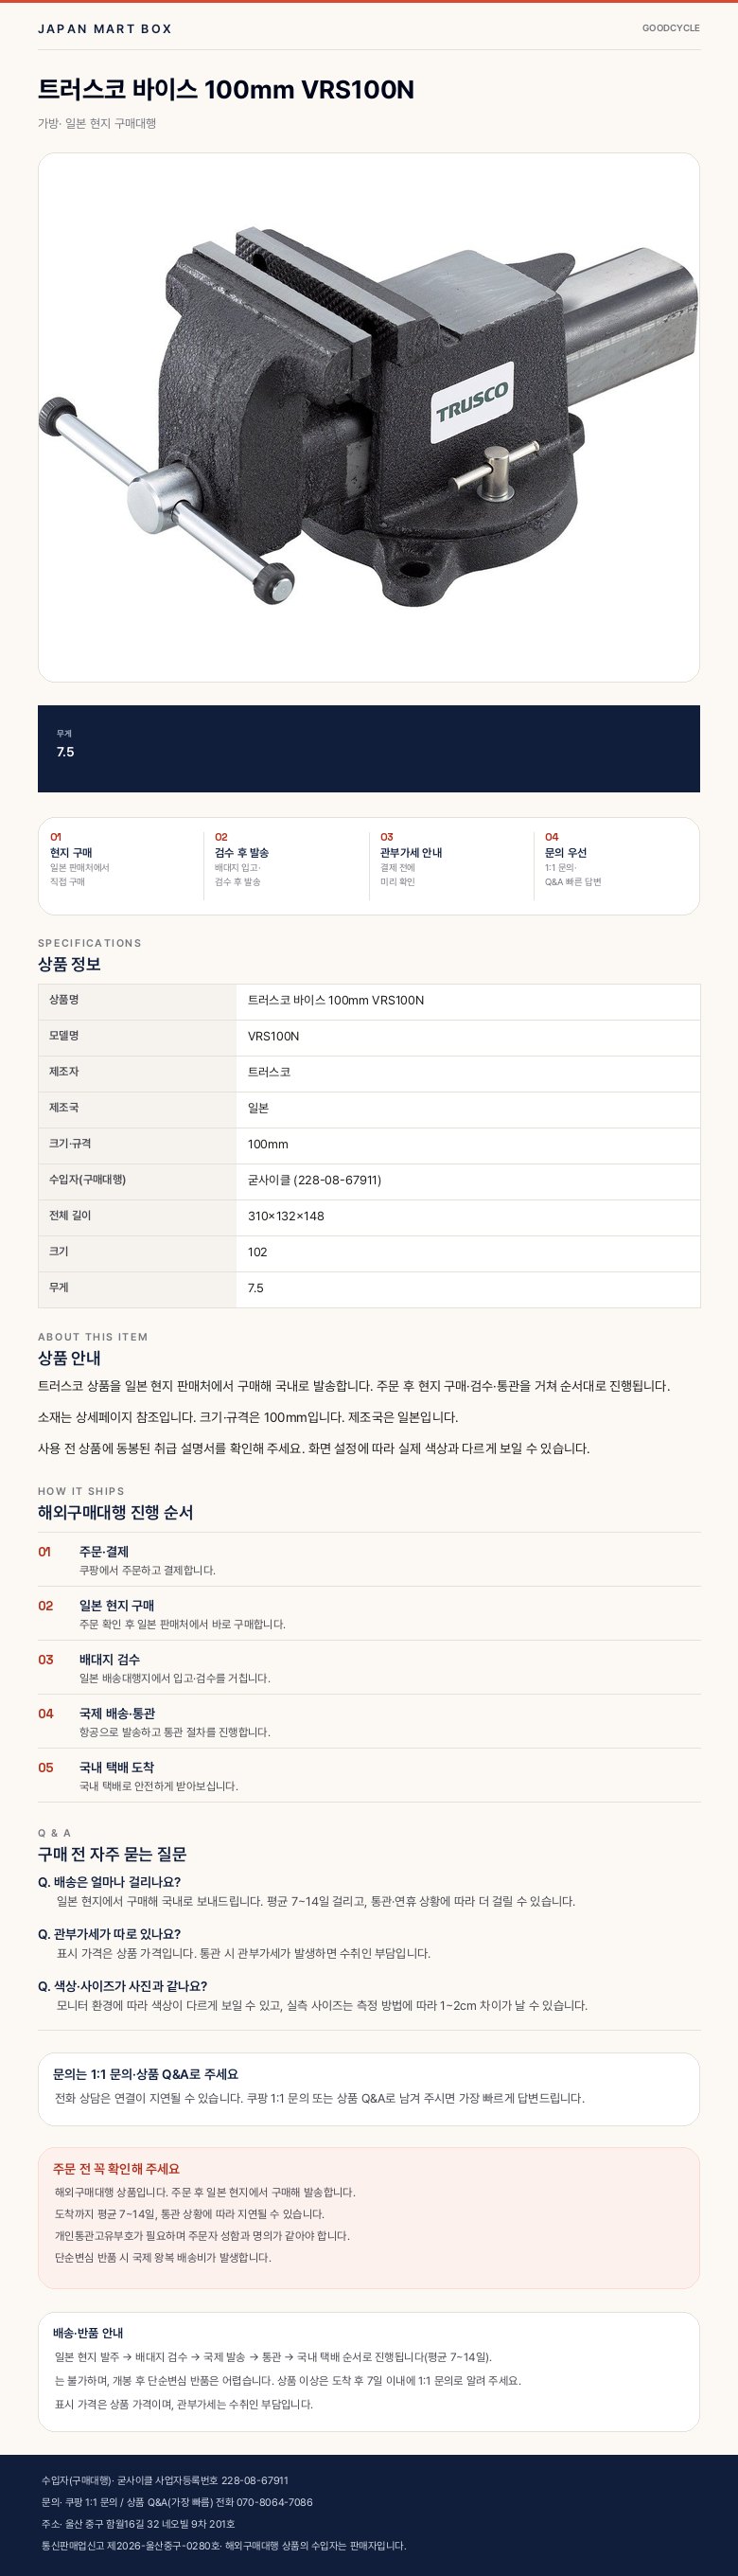 JAPAN MART BOX
GOODCYCLE
트러스코 바이스 100mm VRS100N
가방· 일본 현지 구매대행
TRUSCO
무게
7.5
01
현지 구매
일본 판매처에서
직접 구매
02
검수 후 발송
배대지 입고·
검수 후 발송
03
관부가세 안내
결제 전에
미리 확인
04
문의 우선
1:1 문의·
Q&A 빠른 답변
SPECIFICATIONS
상품 정보
상품명 트러스코 바이스 100mm VRS100N
모델명 VRS100N
제조자 트러스코
제조국 일본
크기·규격 100mm
수입자(구매대행) 굳사이클 (228-08-67911)
전체 길이 310×132×148
크기 102
무게 7.5
ABOUT THIS ITEM
상품 안내
트러스코 상품을 일본 현지 판매처에서 구매해 국내로 발송합니다. 주문 후 현지 구매·검수·통관을 거쳐 순서대로 진행됩니다.
소재는 상세페이지 참조입니다. 크기·규격은 100mm입니다. 제조국은 일본입니다.
사용 전 상품에 동봉된 취급 설명서를 확인해 주세요. 화면 설정에 따라 실제 색상과 다르게 보일 수 있습니다.
HOW IT SHIPS
해외구매대행 진행 순서
01 주문·결제
쿠팡에서 주문하고 결제합니다.
02 일본 현지 구매
주문 확인 후 일본 판매처에서 바로 구매합니다.
03 배대지 검수
일본 배송대행지에서 입고·검수를 거칩니다.
04 국제 배송·통관
항공으로 발송하고 통관 절차를 진행합니다.
05 국내 택배 도착
국내 택배로 안전하게 받아보십니다.
Q & A
구매 전 자주 묻는 질문
Q. 배송은 얼마나 걸리나요?
일본 현지에서 구매해 국내로 보내드립니다. 평균 7~14일 걸리고, 통관·연휴 상황에 따라 더 걸릴 수 있습니다.
Q. 관부가세가 따로 있나요?
표시 가격은 상품 가격입니다. 통관 시 관부가세가 발생하면 수취인 부담입니다.
Q. 색상·사이즈가 사진과 같나요?
모니터 환경에 따라 색상이 다르게 보일 수 있고, 실측 사이즈는 측정 방법에 따라 1~2cm 차이가 날 수 있습니다.
문의는 1:1 문의·상품 Q&A로 주세요
전화 상담은 연결이 지연될 수 있습니다. 쿠팡 1:1 문의 또는 상품 Q&A로 남겨 주시면 가장 빠르게 답변드립니다.
주문 전 꼭 확인해 주세요
해외구매대행 상품입니다. 주문 후 일본 현지에서 구매해 발송합니다.
도착까지 평균 7~14일, 통관 상황에 따라 지연될 수 있습니다.
개인통관고유부호가 필요하며 주문자 성함과 명의가 같아야 합니다.
단순변심 반품 시 국제 왕복 배송비가 발생합니다.
배송·반품 안내
일본 현지 발주 → 배대지 검수 → 국제 발송 → 통관 → 국내 택배 순서로 진행됩니다(평균 7~14일).
는 불가하며, 개봉 후 단순변심 반품은 어렵습니다. 상품 이상은 도착 후 7일 이내에 1:1 문의로 알려 주세요.
표시 가격은 상품 가격이며, 관부가세는 수취인 부담입니다.
수입자(구매대행)· 굳사이클 사업자등록번호 228-08-67911
문의· 쿠팡 1:1 문의 / 상품 Q&A(가장 빠름) 전화 070-8064-7086
주소· 울산 중구 함월16길 32 네오빌 9차 201호
통신판매업신고 제2026-울산중구-0280호· 해외구매대행 상품의 수입자는 판매자입니다.